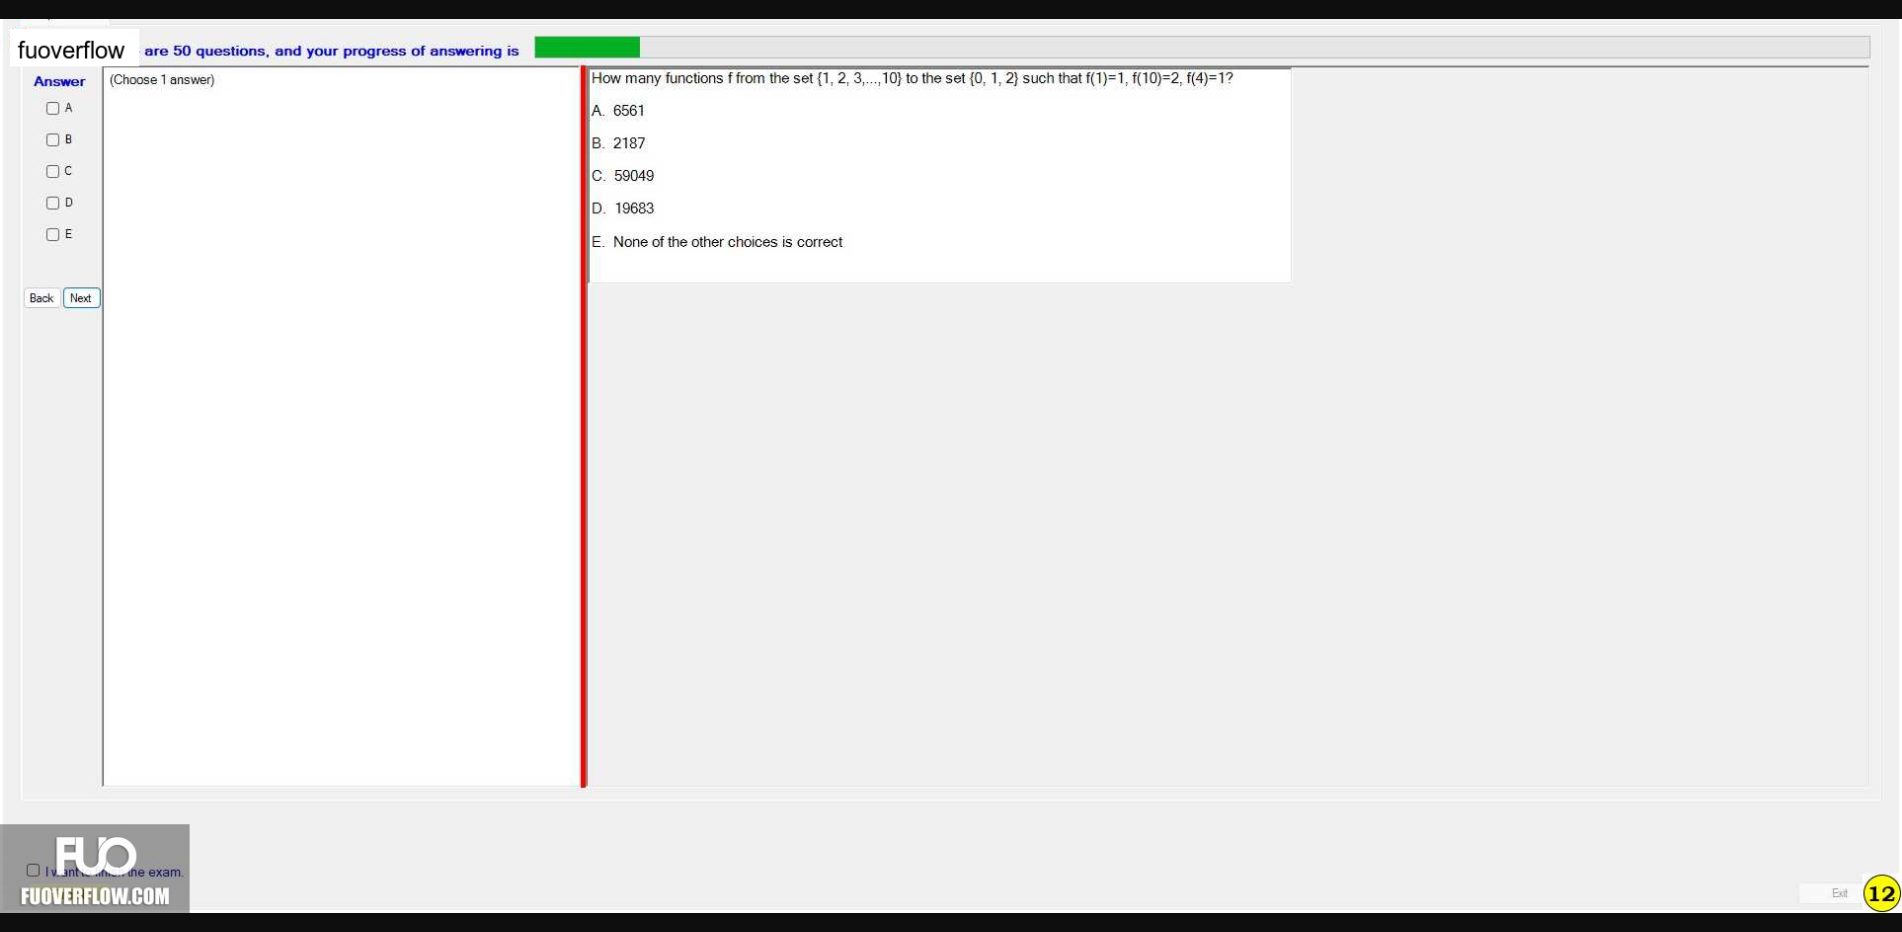 fuoverflow are 50 questions, and your progress of answering is
Answer
(Choose 1 answer)
A
B
C
D
E
Back Next
How many functions f from the set {1, 2, 3,...,10} to the set {0, 1, 2} such that f(1)=1, f(10)=2, f(4)=1?
A. 6561
B. 2187
C. 59049
D. 19683
E. None of the other choices is correct
FUO
I want to finish the exam.
FUOVERFLOW.COM
Exit
12